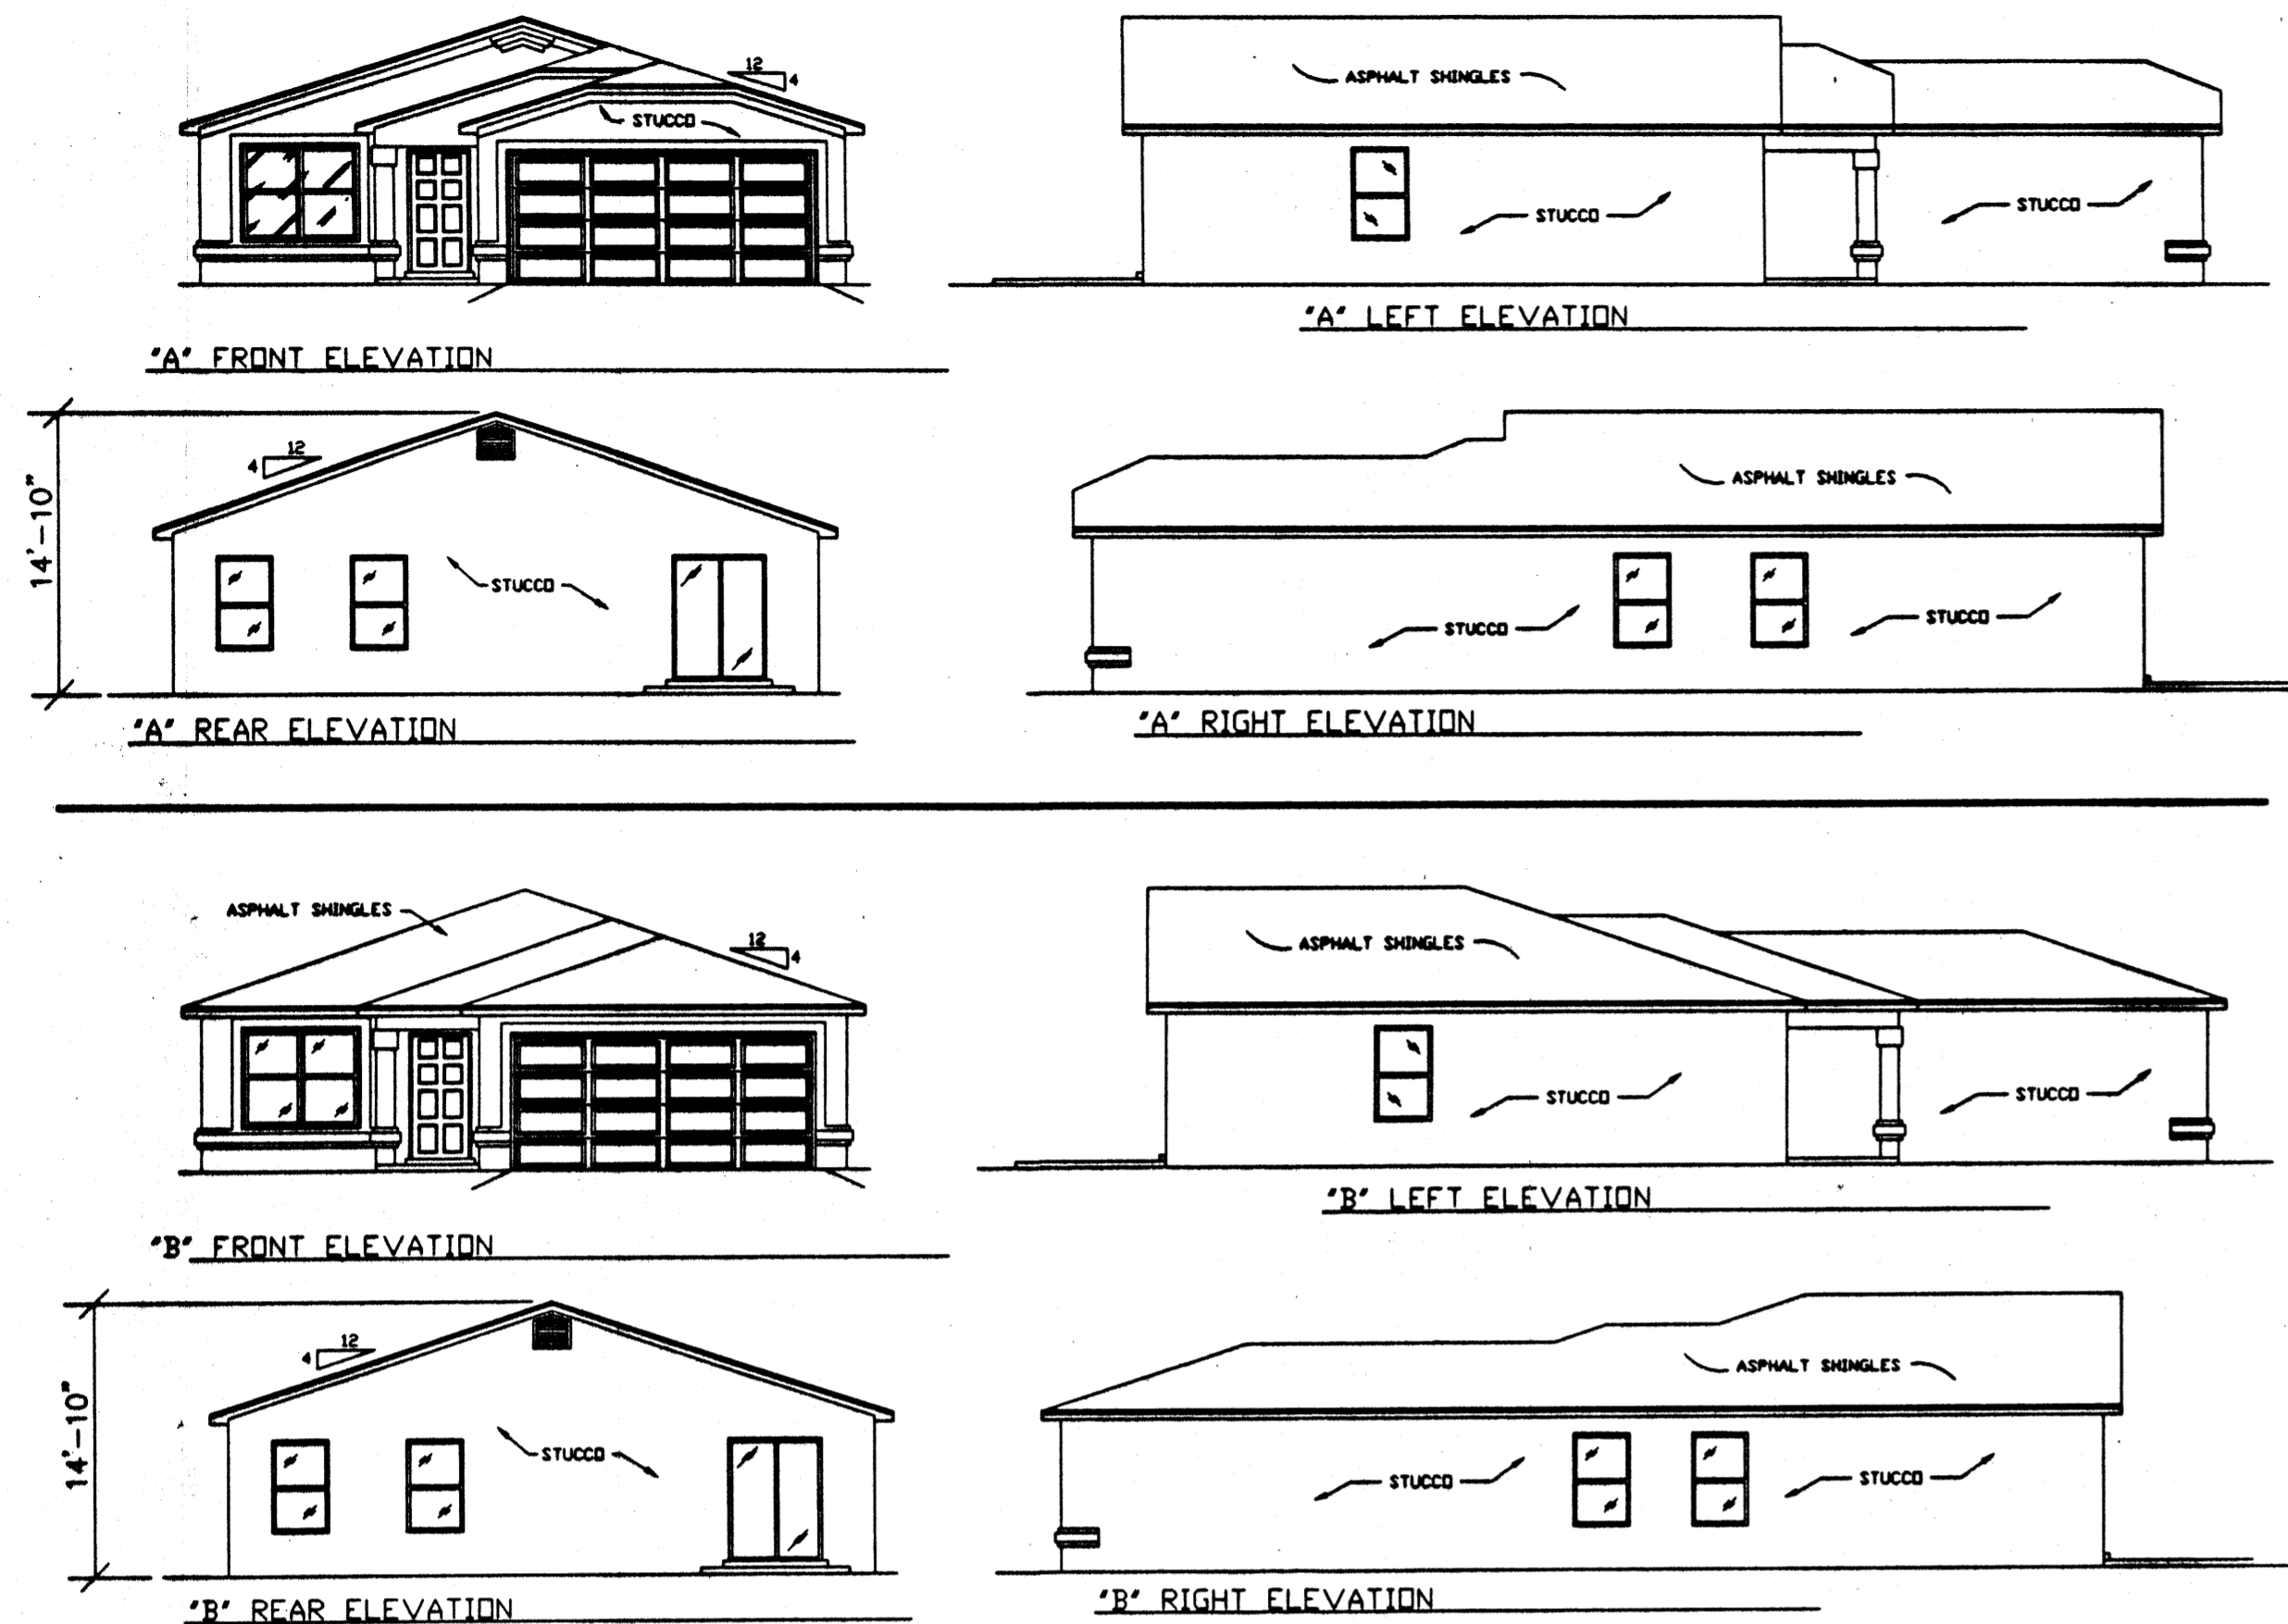 12
4
STUCCO
"A" FRONT ELEVATION
ASPHALT SHINGLES
STUCCO
STUCCO
"A" LEFT ELEVATION
14'-10"
12
4
STUCCO
"A" REAR ELEVATION
ASPHALT SHINGLES
STUCCO
STUCCO
"A" RIGHT ELEVATION
ASPHALT SHINGLES
12
4
"B" FRONT ELEVATION
ASPHALT SHINGLES
STUCCO
STUCCO
"B" LEFT ELEVATION
14'-10"
12
4
STUCCO
"B" REAR ELEVATION
ASPHALT SHINGLES
STUCCO
STUCCO
"B" RIGHT ELEVATION